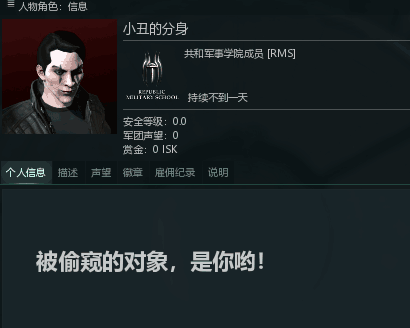 人物角色：信息
小丑的分身
共和军事学院成员 [RMS]
REPUBLIC
MILITARY SCHOOL
持续不到一天
安全等级：0.0
军团声望：0
赏金：0 ISK
个人信息 描述 声望 徽章 雇佣纪录 说明
被偷窥的对象，是你哟！